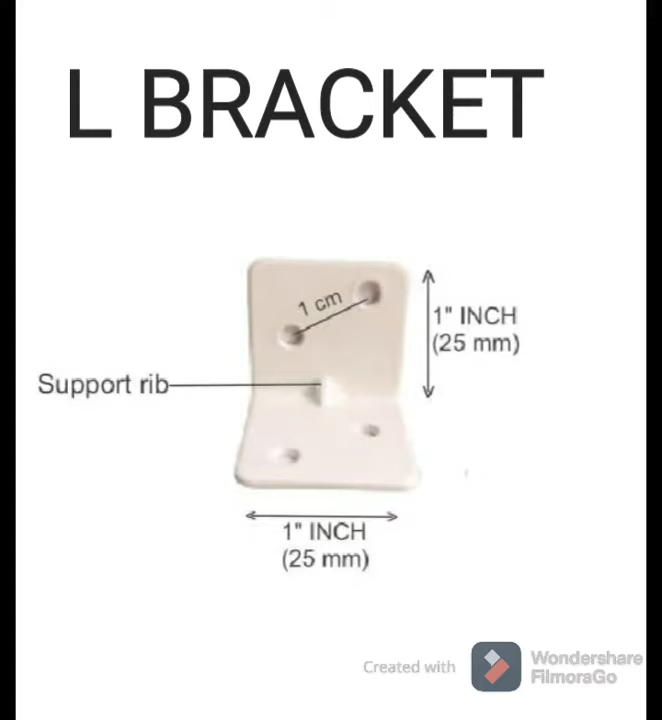 L BRACKET
1 cm
1" INCH
(25 mm)
Support rib
1" INCH
(25 mm)
Created with
Wondershare
FilmoraGo